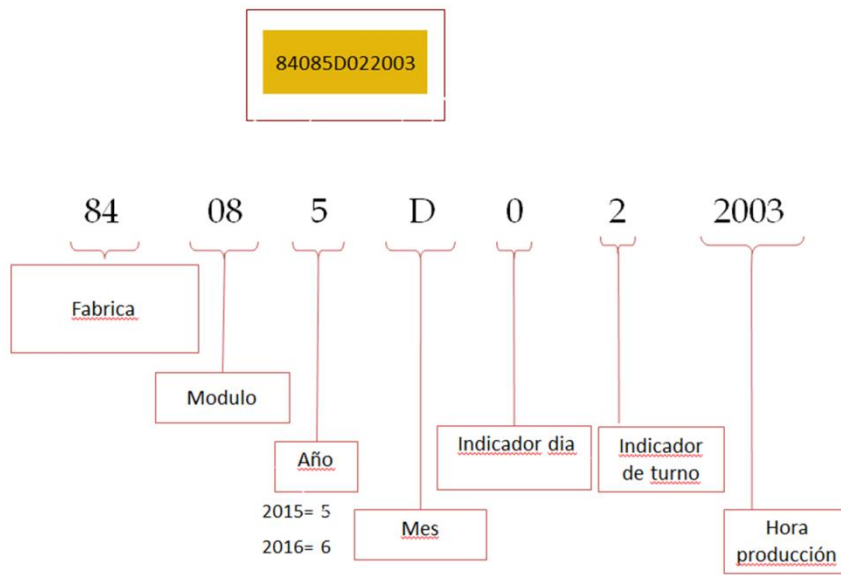 84085D022003
84 08 5 D 0 2 2003
Fabrica
Modulo
Año
2015= 5
2016= 6
Mes
Indicador dia
Indicador
de turno
Hora
producción